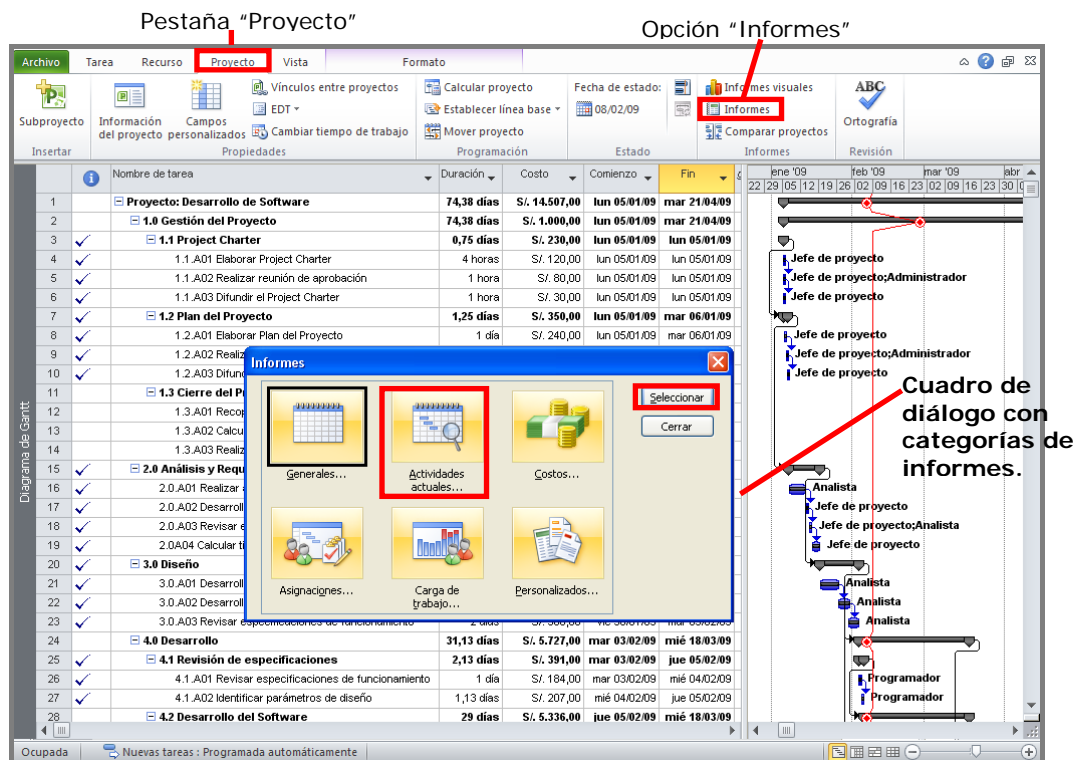 Pestaña “Proyecto”
Opción “Informes”
Archivo Tarea Recurso Proyecto Vista Formato
Subproyecto
Información del proyecto
Campos personalizados
Vínculos entre proyectos
EDT
Cambiar tiempo de trabajo
Calcular proyecto
Establecer línea base
Mover proyecto
Fecha de estado:
08/02/09
Informes visuales
Informes
Comparar proyectos
ABC
Ortografía
Insertar Propiedades Programación Estado Informes Revisión
Nombre de tarea Duración Costo Comienzo Fin
ene '09 feb '09 mar '09 abr
22 29 05 12 19 26 02 09 16 23 02 09 16 23 30
1 Proyecto: Desarrollo de Software 74,38 días S/. 14.507,00 lun 05/01/09 mar 21/04/09
2 1.0 Gestión del Proyecto 74,38 días S/. 1.000,00 lun 05/01/09 mar 21/04/09
3 1.1 Project Charter 0,75 días S/. 230,00 lun 05/01/09 lun 05/01/09
4 1.1.A01 Elaborar Project Charter 4 horas S/. 120,00 lun 05/01/09 lun 05/01/09 Jefe de proyecto
5 1.1.A02 Realizar reunión de aprobación 1 hora S/. 80,00 lun 05/01/09 lun 05/01/09 Jefe de proyecto;Administrador
6 1.1.A03 Difundir el Project Charter 1 hora S/. 30,00 lun 05/01/09 lun 05/01/09 Jefe de proyecto
7 1.2 Plan del Proyecto 1,25 días S/. 350,00 lun 05/01/09 mar 06/01/09
8 1.2.A01 Elaborar Plan del Proyecto 1 día S/. 240,00 lun 05/01/09 mar 06/01/09 Jefe de proyecto
9 1.2.A02 Realiz Jefe de proyecto;Administrador
10 1.2.A03 Difun Jefe de proyecto
11 1.3 Cierre del P
12 1.3.A01 Recop
13 1.3.A02 Calcu
14 1.3.A03 Realiz
15 2.0 Análisis y Requ
16 2.0.A01 Realizar Analista
17 2.0.A02 Desarroll Jefe de proyecto
18 2.0.A03 Revisar e Jefe de proyecto;Analista
19 2.0A04 Calcular ti Jefe de proyecto
20 3.0 Diseño
21 3.0.A01 Desarroll Analista
22 3.0.A02 Desarroll Analista
23 3.0.A03 Revisar especificaciones de funcionamiento Analista
24 4.0 Desarrollo 31,13 días S/. 5.727,00 mar 03/02/09 mié 18/03/09
25 4.1 Revisión de especificaciones 2,13 días S/. 391,00 mar 03/02/09 jue 05/02/09
26 4.1.A01 Revisar especificaciones de funcionamiento 1 día S/. 184,00 mar 03/02/09 mié 04/02/09 Programador
27 4.1.A02 Identificar parámetros de diseño 1,13 días S/. 207,00 mié 04/02/09 jue 05/02/09 Programador
28 4.2 Desarrollo del Software 29 días S/. 5.336,00 jue 05/02/09 mié 18/03/09
Diagrama de Gantt
Informes
Generales...
Actividades actuales...
Costos...
Asignaciones...
Carga de trabajo...
Personalizados...
Seleccionar
Cerrar
Cuadro de
diálogo con
categorías de
informes.
Ocupada Nuevas tareas : Programada automáticamente